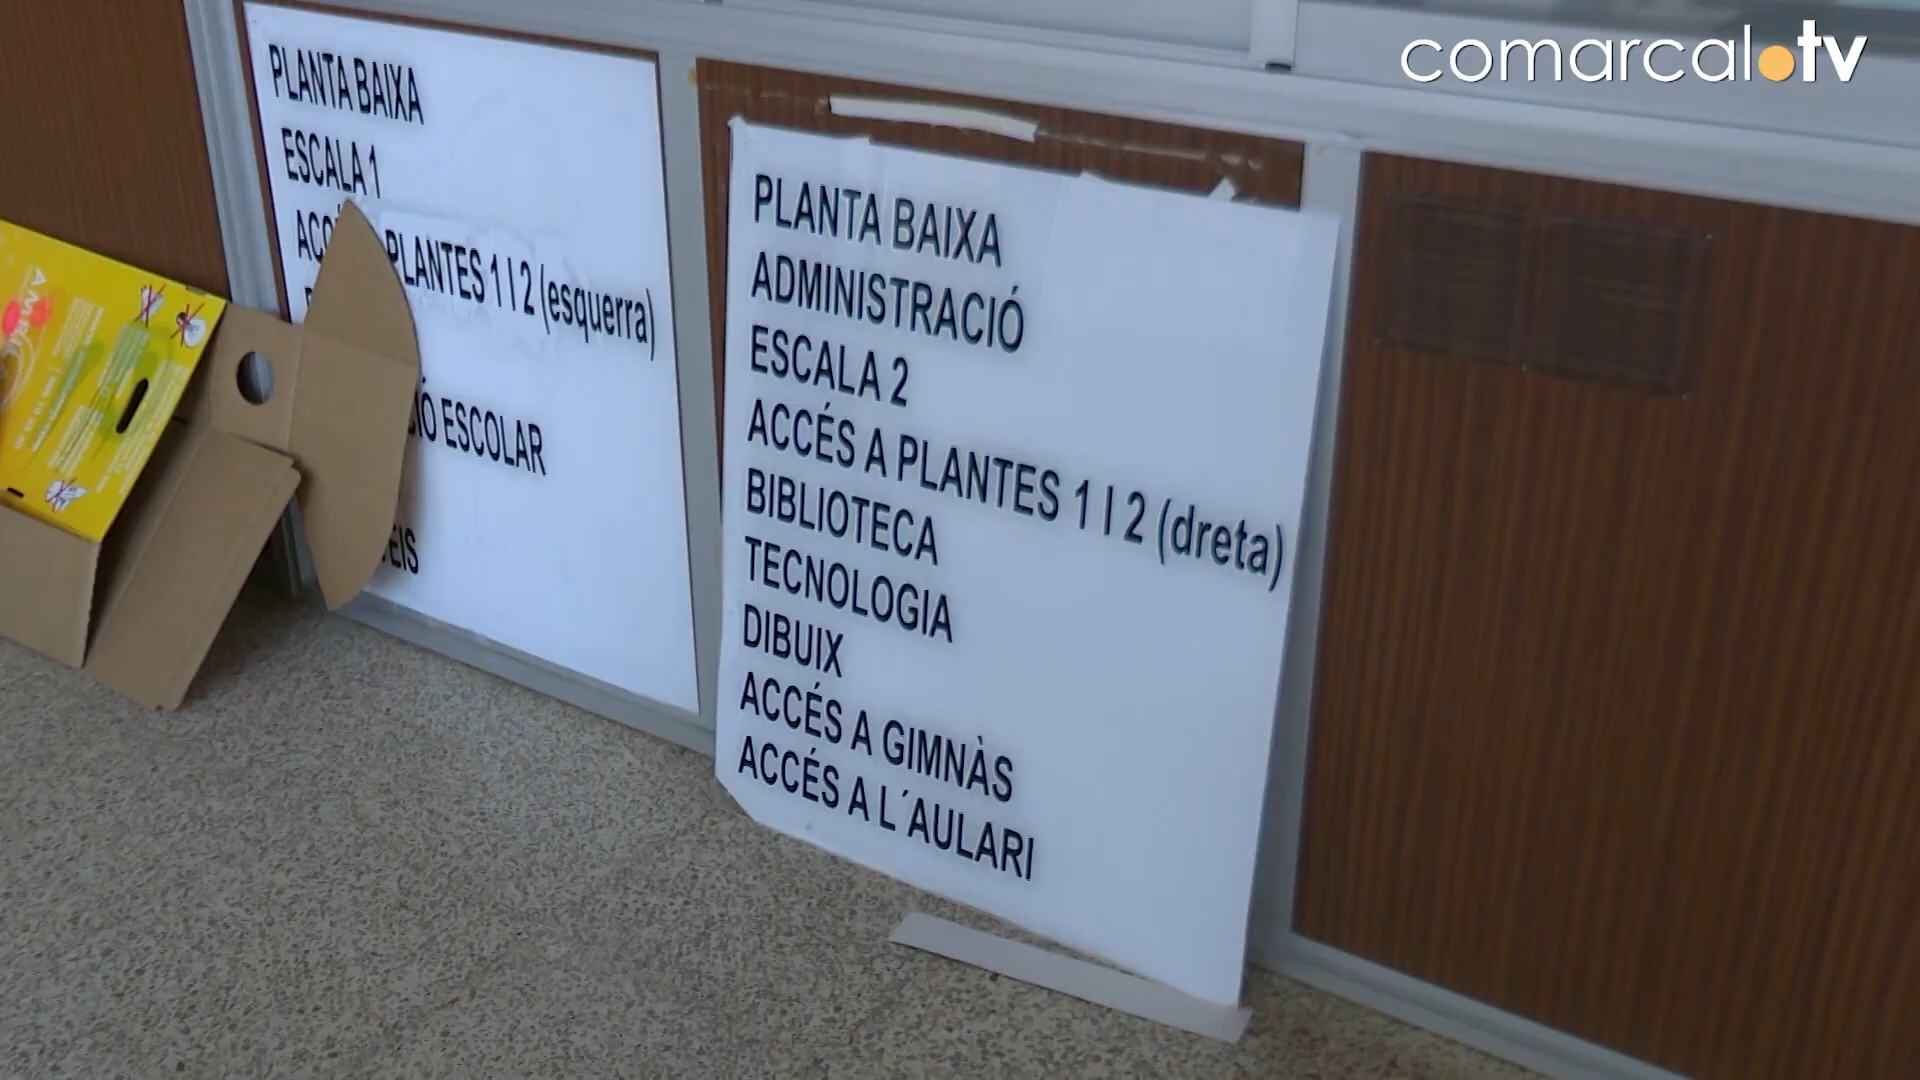 comarcal.tv
PLANTA BAIXA
ESCALA 1
PLANTES 1 I 2 (esquerra)
ESCOLAR
PLANTA BAIXA
ADMINISTRACIÓ
ESCALA 2
ACCÉS A PLANTES 1 I 2 (dreta)
BIBLIOTECA
TECNOLOGIA
DIBUIX
ACCÉS A GIMNÀS
ACCÉS A L´AULARI